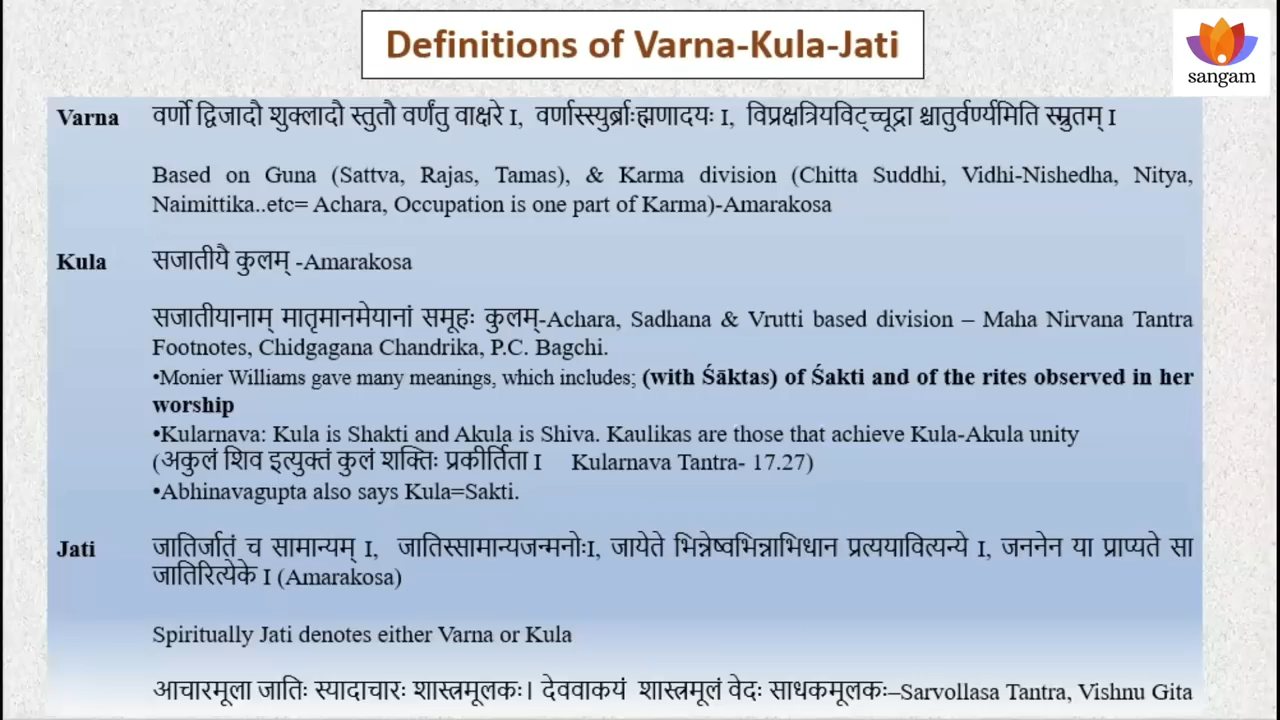 Definitions of Varna-Kula-Jati
sangam
Varna वर्णो द्विजादौ शुक्लादौ स्तुतौ वर्णंतु वाक्षरे I, वर्णास्स्युर्ब्राःह्मणादयः I, विप्रक्षत्रियविट्च्चूद्रा श्चातुर्वर्ण्यमिति स्म्रुतम् I
Based on Guna (Sattva, Rajas, Tamas), & Karma division (Chitta Suddhi, Vidhi-Nishedha, Nitya,
Naimittika..etc= Achara, Occupation is one part of Karma)-Amarakosa
Kula सजातीयै कुलम् -Amarakosa
सजातीयानाम् मातृमानमेयानां समूहः कुलम्-Achara, Sadhana & Vrutti based division – Maha Nirvana Tantra
Footnotes, Chidgagana Chandrika, P.C. Bagchi.
•Monier Williams gave many meanings, which includes; (with Śāktas) of Śakti and of the rites observed in her
worship
•Kularnava: Kula is Shakti and Akula is Shiva. Kaulikas are those that achieve Kula-Akula unity
(अकुलं शिव इत्युक्तं कुलं शक्तिः प्रकीर्तिता I Kularnava Tantra- 17.27)
•Abhinavagupta also says Kula=Sakti.
Jati जातिर्जातं च सामान्यम् I, जातिस्सामान्यजन्मनोःI, जायेते भिन्नेष्वभिन्नाभिधान प्रत्ययावित्यन्ये I, जननेन या प्राप्यते सा
जातिरित्येके I (Amarakosa)
Spiritually Jati denotes either Varna or Kula
आचारमूला जातिः स्यादाचारः शास्त्रमूलकः। देववाकयं शास्त्रमूलं वेदः साधकमूलकः–Sarvollasa Tantra, Vishnu Gita